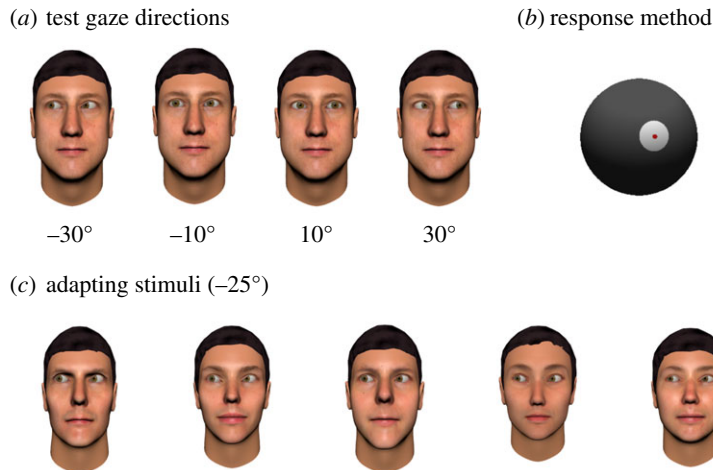 (a) test gaze directions
(b) response method
–30°
–10°
10°
30°
(c) adapting stimuli (–25°)